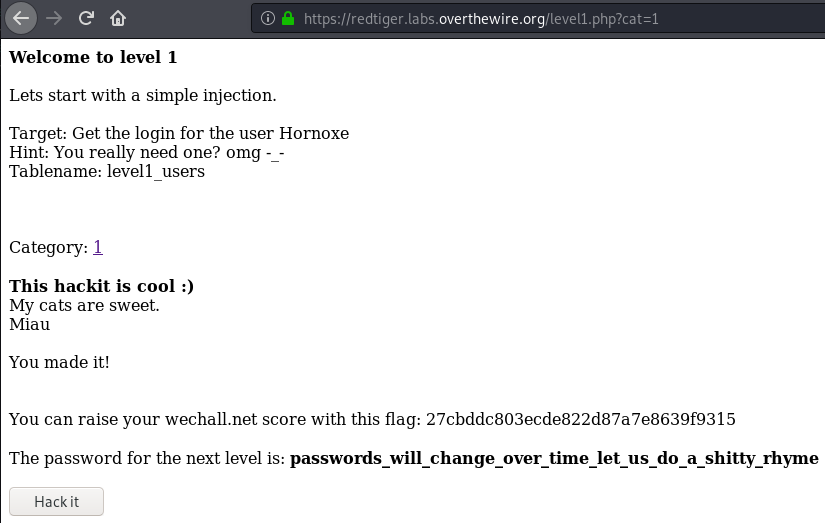 https://redtiger.labs.overthewire.org/level1.php?cat=1
Welcome to level 1
Lets start with a simple injection.
Target: Get the login for the user Hornoxe
Hint: You really need one? omg -_-
Tablename: level1_users
Category: 1
This hackit is cool :)
My cats are sweet.
Miau
You made it!
You can raise your wechall.net score with this flag: 27cbddc803ecde822d87a7e8639f9315
The password for the next level is: passwords_will_change_over_time_let_us_do_a_shitty_rhyme
Hack it